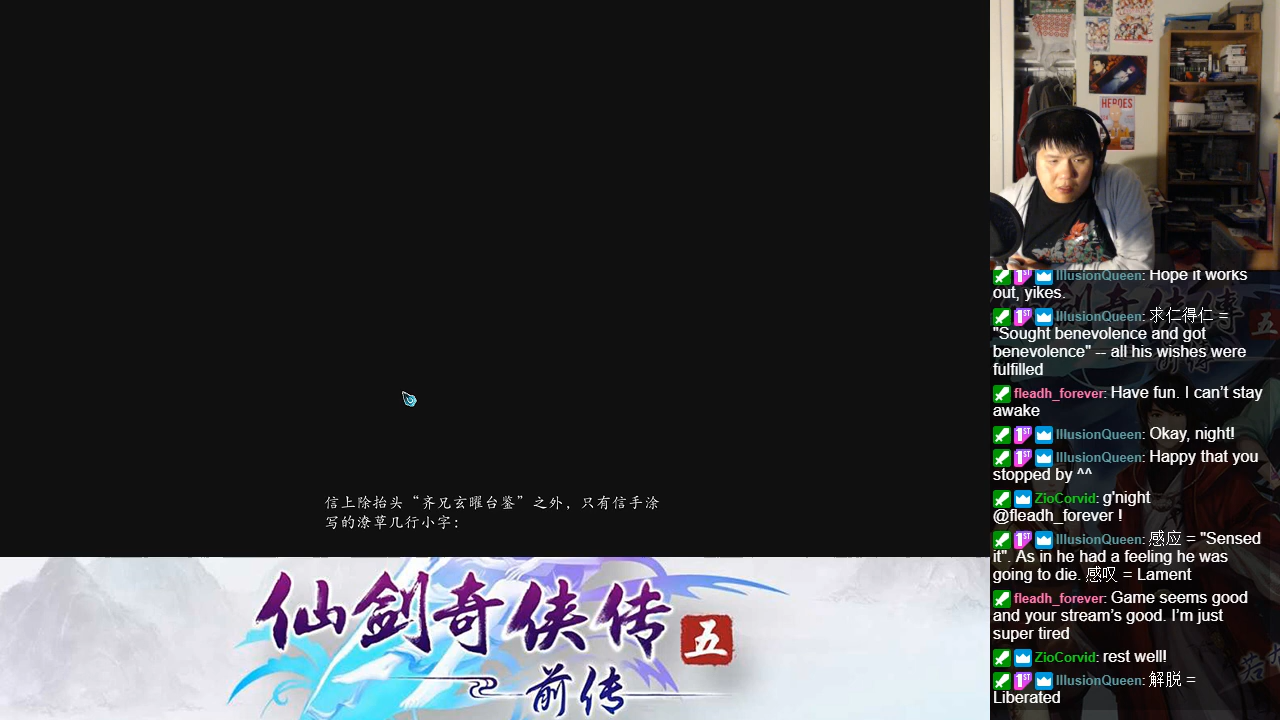 信上除抬头“齐兄玄曜台鉴”之外，只有信手涂
写的潦草几行小字：
仙剑奇侠传
五
前传
HEROES
IllusionQueen: Hope it works
out, yikes.
IllusionQueen: 求仁得仁 =
"Sought benevolence and got
benevolence" -- all his wishes were
fulfilled
fleadh_forever: Have fun. I can’t stay
awake
IllusionQueen: Okay, night!
IllusionQueen: Happy that you
stopped by ^^
ZioCorvid: g'night
@fleadh_forever !
IllusionQueen: 感应 = "Sensed
it". As in he had a feeling he was
going to die. 感叹 = Lament
fleadh_forever: Game seems good
and your stream’s good. I’m just
super tired
ZioCorvid: rest well!
IllusionQueen: 解脱 =
Liberated